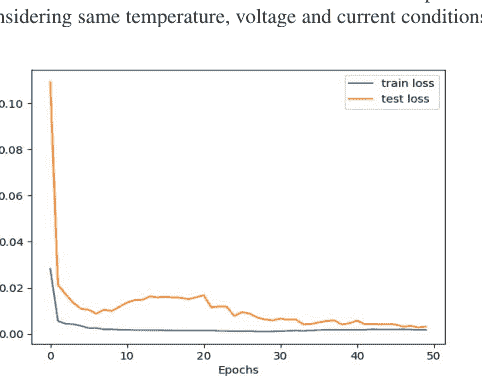 nsidering same temperature, voltage and current conditions
train loss
test loss
0.10
0.08
0.06
0.04
0.02
0.00
0 10 20 30 40 50
Epochs